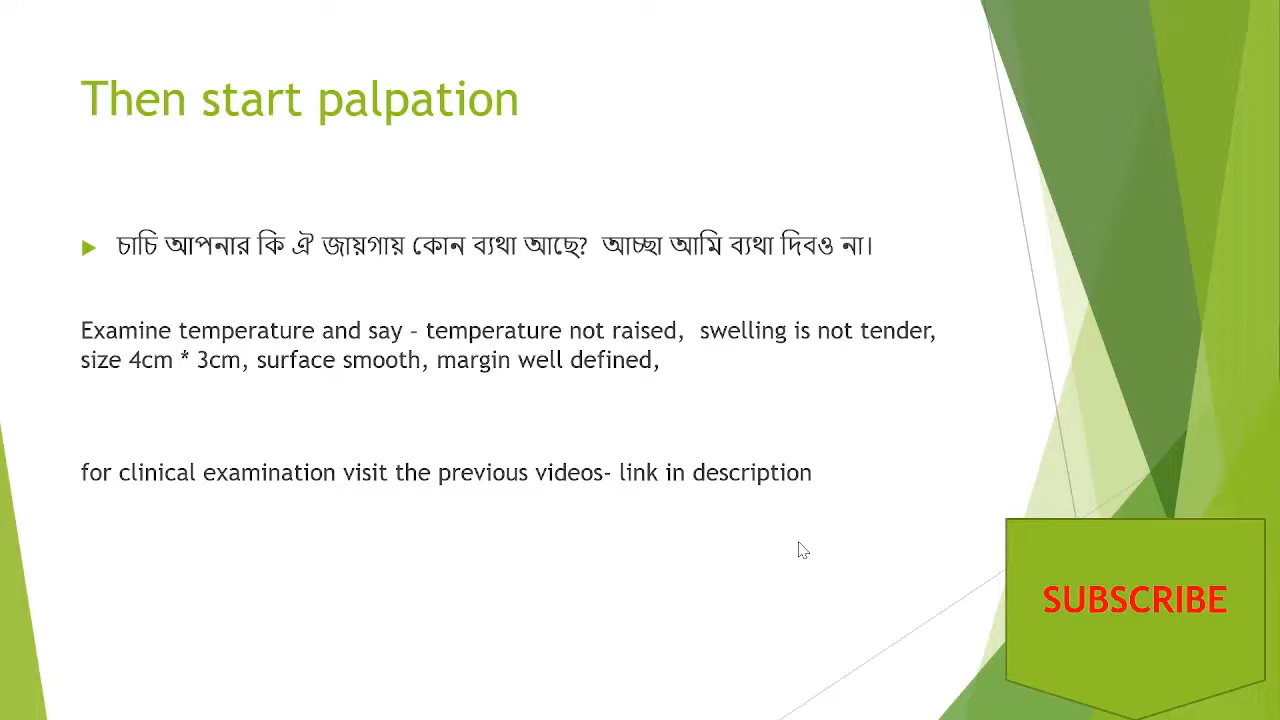 Then start palpation
চাচি আপনার কি ঐ জায়গায় কোন ব্যথা আছে? আচ্ছা আমি ব্যথা দিবও না।
Examine temperature and say – temperature not raised, swelling is not tender,
size 4cm * 3cm, surface smooth, margin well defined,
for clinical examination visit the previous videos- link in description
SUBSCRIBE